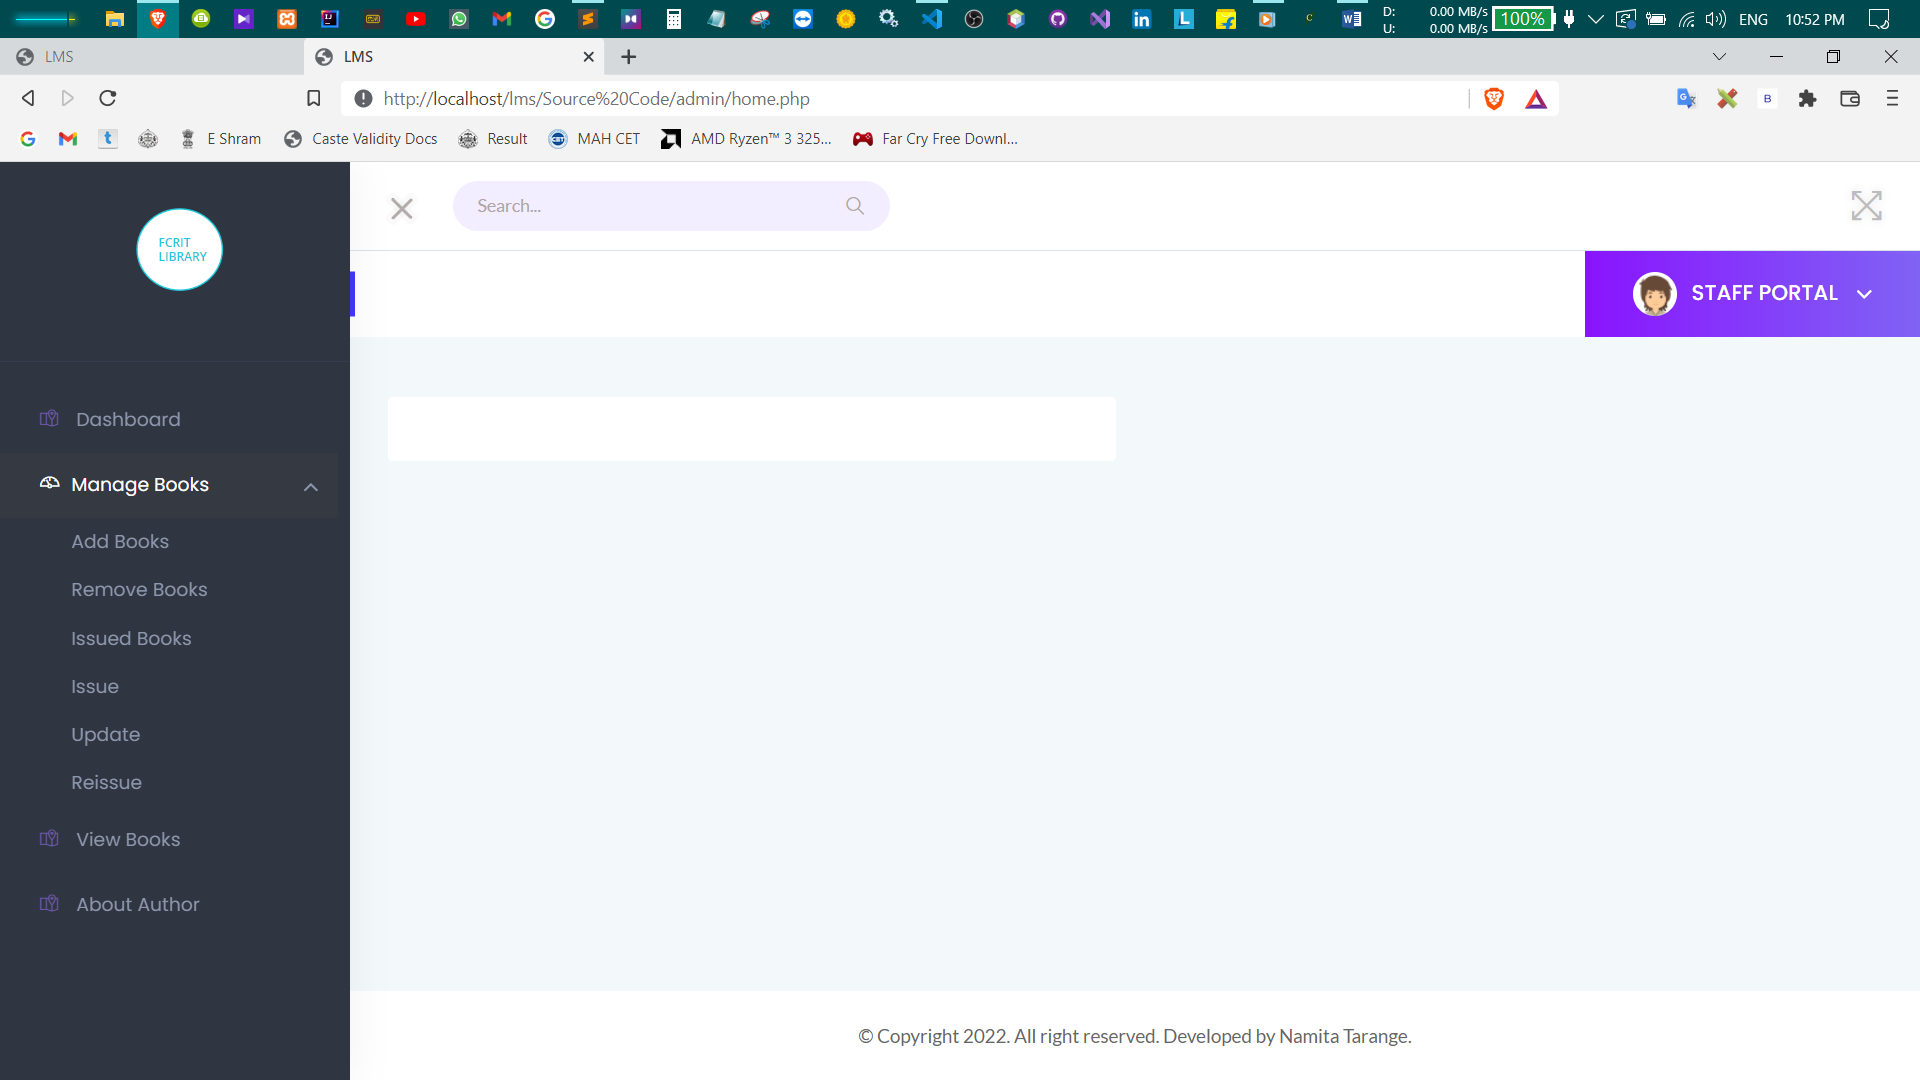 D: 0.00 MB/s
U: 0.00 MB/s
100%
ENG
10:52 PM
LMS
LMS
http://localhost/lms/Source%20Code/admin/home.php
E Shram
Caste Validity Docs
Result
MAH CET
AMD Ryzen™ 3 325...
Far Cry Free Downl...
FCRIT
LIBRARY
Search...
STAFF PORTAL
Dashboard
Manage Books
Add Books
Remove Books
Issued Books
Issue
Update
Reissue
View Books
About Author
© Copyright 2022. All right reserved. Developed by Namita Tarange.